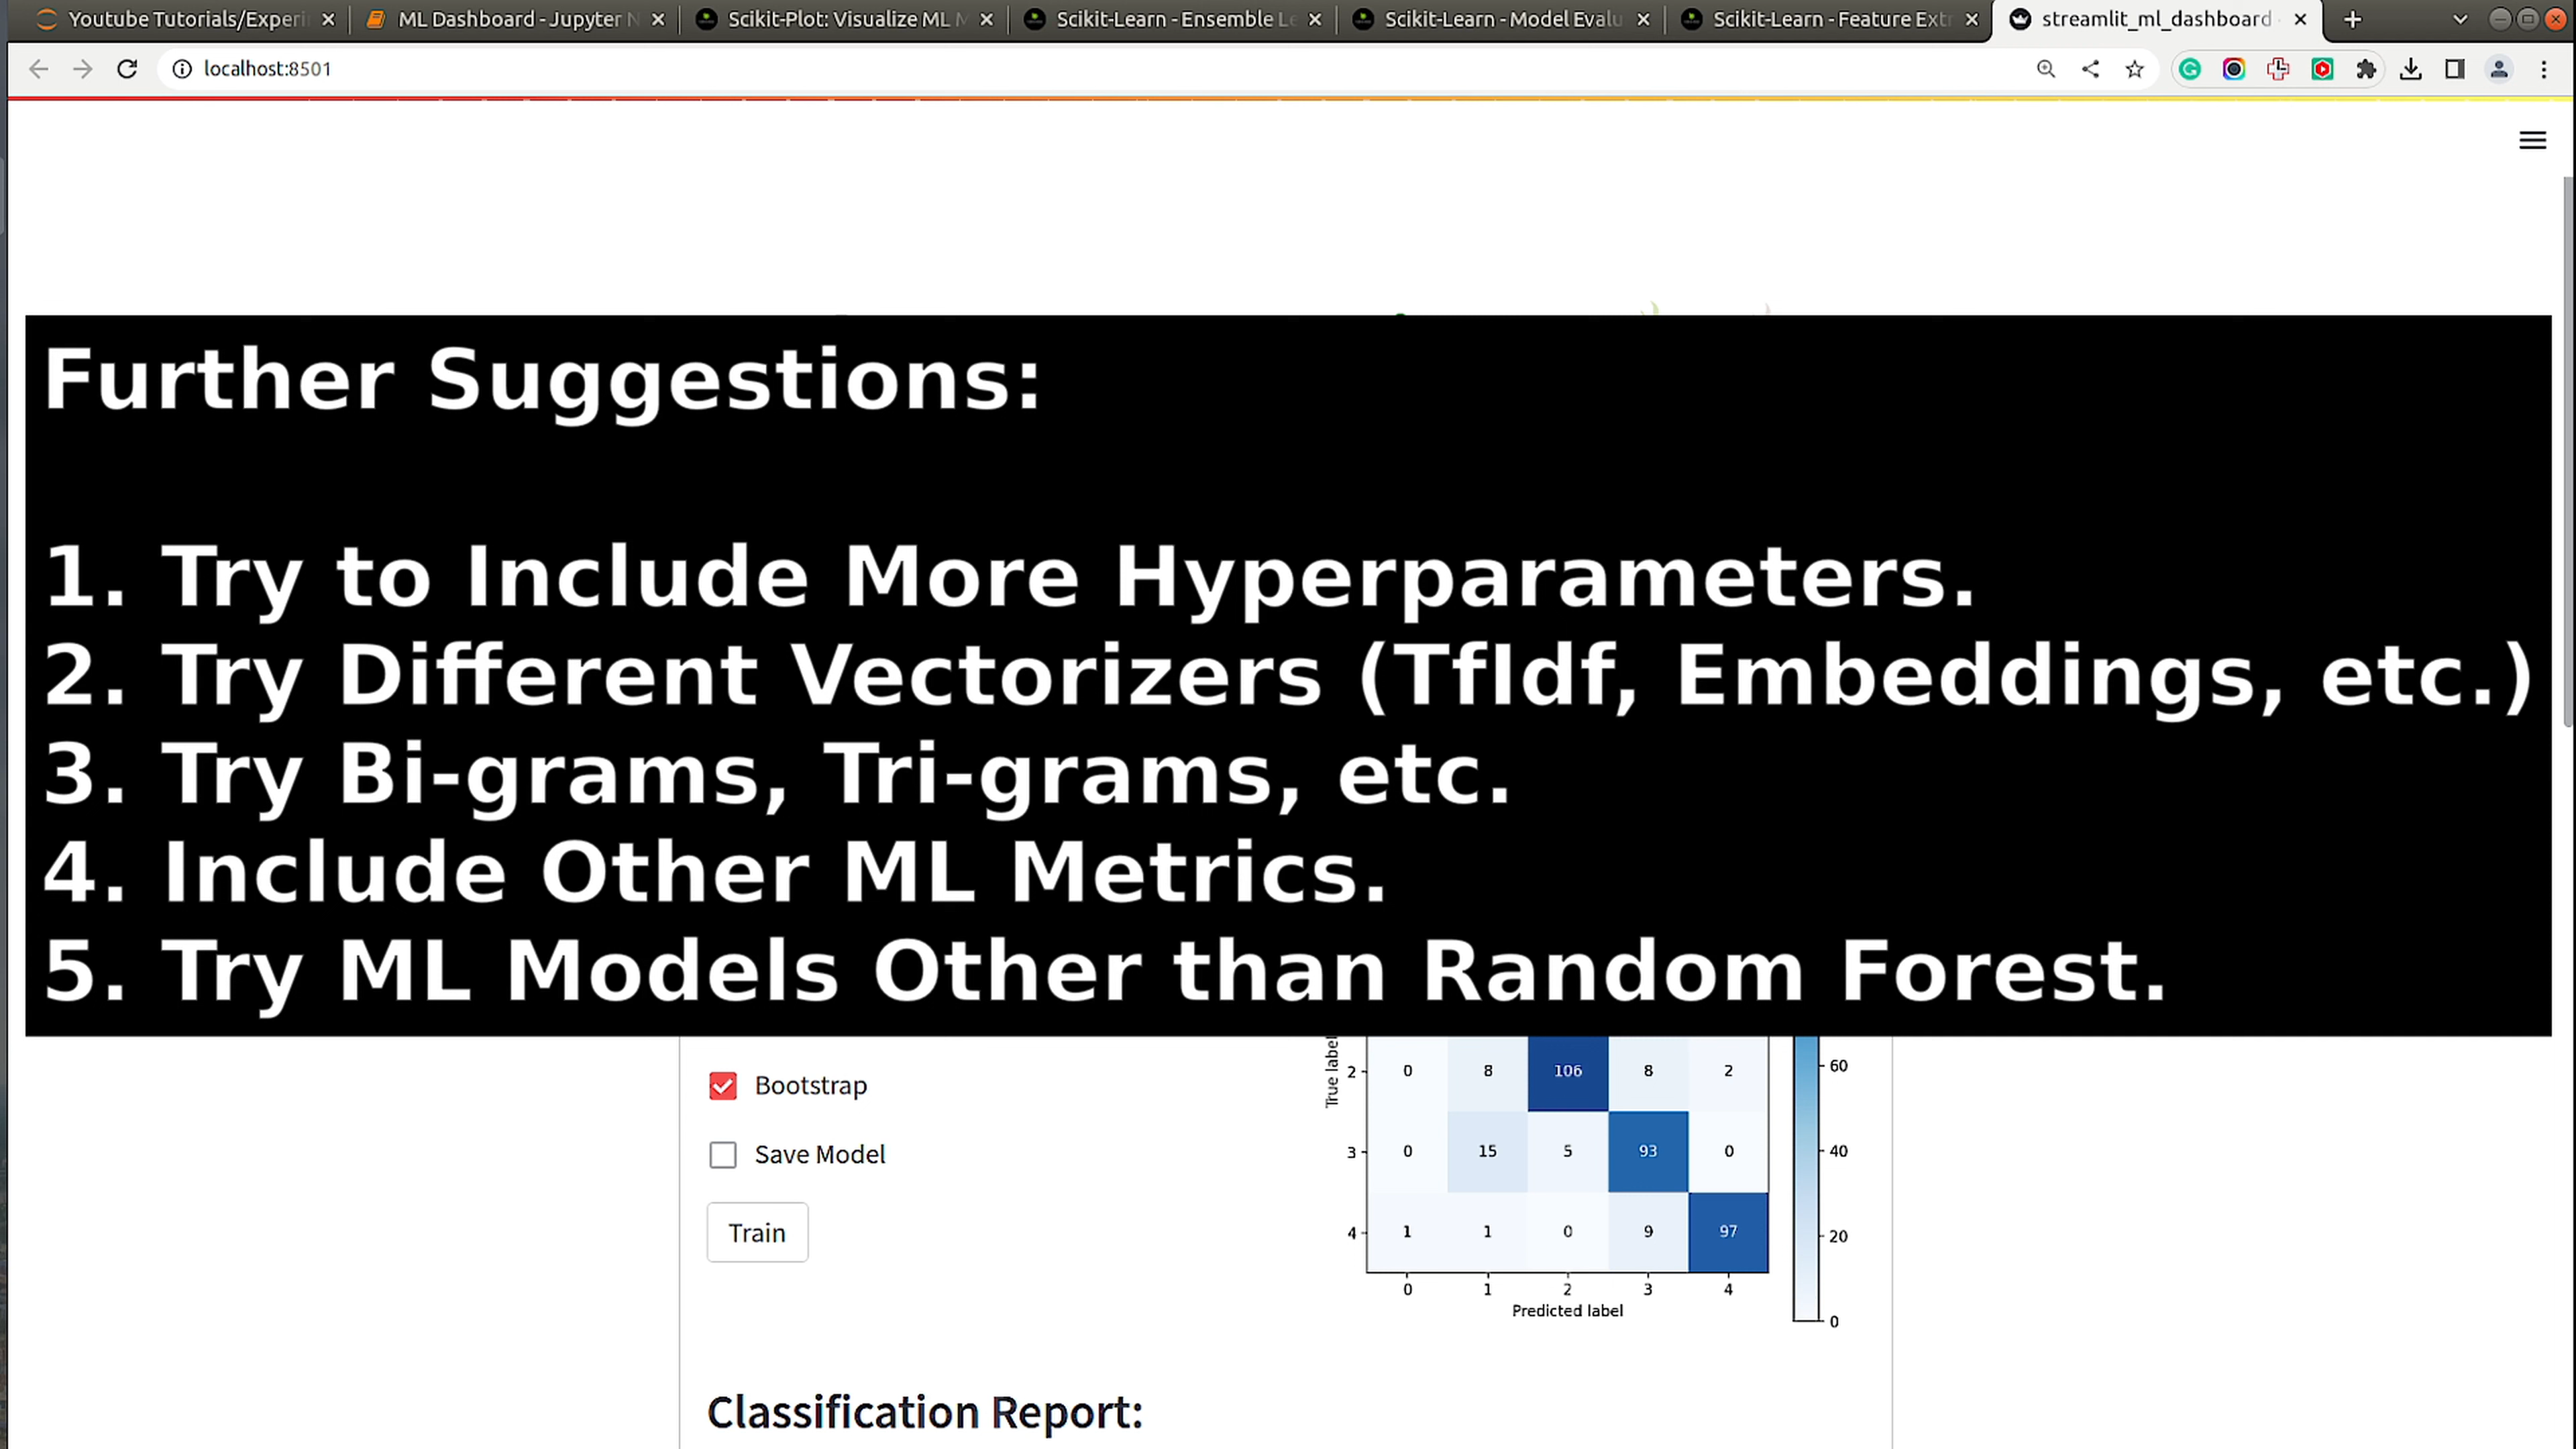 Youtube Tutorials/Experi
ML Dashboard - Jupyter N
Scikit-Plot: Visualize ML M
Scikit-Learn - Ensemble Le
Scikit-Learn - Model Evalu
Scikit-Learn - Feature Extr
streamlit_ml_dashboard
localhost:8501
Further Suggestions:
1. Try to Include More Hyperparameters.
2. Try Different Vectorizers (TfIdf, Embeddings, etc.)
3. Try Bi-grams, Tri-grams, etc.
4. Include Other ML Metrics.
5. Try ML Models Other than Random Forest.
Bootstrap
Save Model
Train
True label
2 0 8 106 8 2
3 0 15 5 93 0
4 1 1 0 9 97
0 1 2 3 4
Predicted label
60
40
20
0
Classification Report: